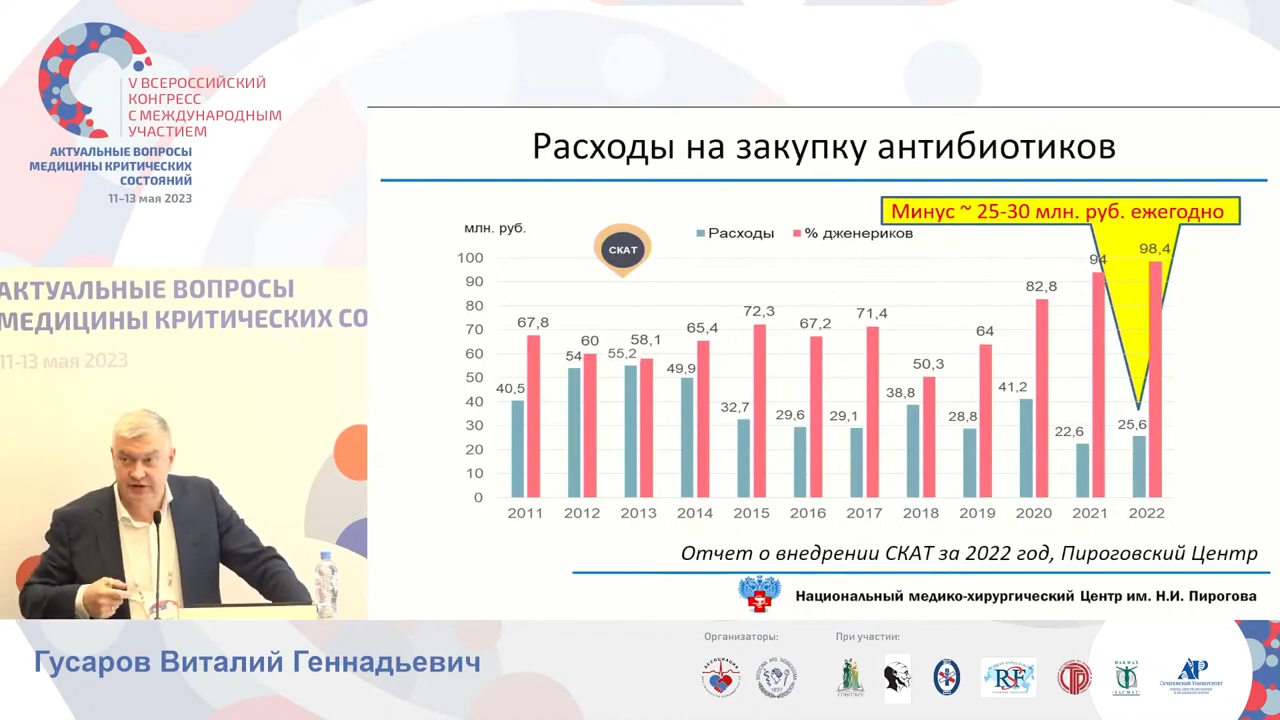 V ВСЕРОССИЙСКИЙ
КОНГРЕСС
С МЕЖДУНАРОДНЫМ
УЧАСТИЕМ
АКТУАЛЬНЫЕ ВОПРОСЫ
МЕДИЦИНЫ КРИТИЧЕСКИХ
СОСТОЯНИЙ
11–13 мая 2023
АКТУАЛЬНЫЕ ВОПРОСЫ
МЕДИЦИНЫ КРИТИЧЕСКИХ СО
11-13 мая 2023
Расходы на закупку антибиотиков
Минус ~ 25-30 млн. руб. ежегодно
млн. руб.
СКАТ
Расходы
% дженериков
100
90
80
70
60
50
40
30
20
10
0
40,5
67,8
54
60
55,2
58,1
49,9
65,4
32,7
72,3
29,6
67,2
29,1
71,4
38,8
50,3
28,8
64
41,2
82,8
22,6
94
25,6
98,4
2011 2012 2013 2014 2015 2016 2017 2018 2019 2020 2021 2022
Отчет о внедрении СКАТ за 2022 год, Пироговский Центр
Национальный медико-хирургический Центр им. Н.И. Пирогова
Гусаров Виталий Геннадьевич
Организаторы:
При участии: